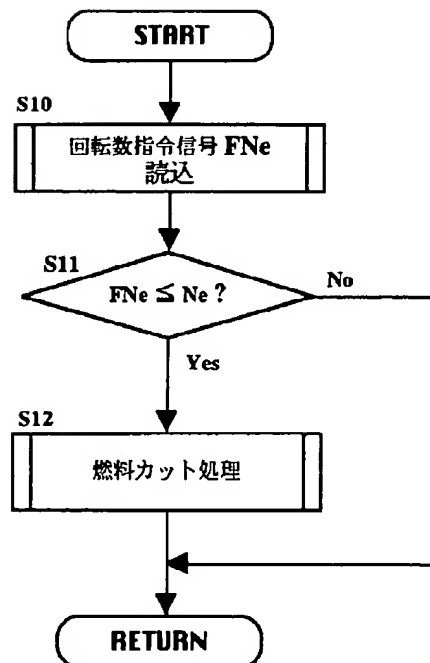 START
S10
回転数指令信号 FNe
読込
S11
FNe ≦ Ne ?
No
Yes
S12
燃料カット処理
RETURN